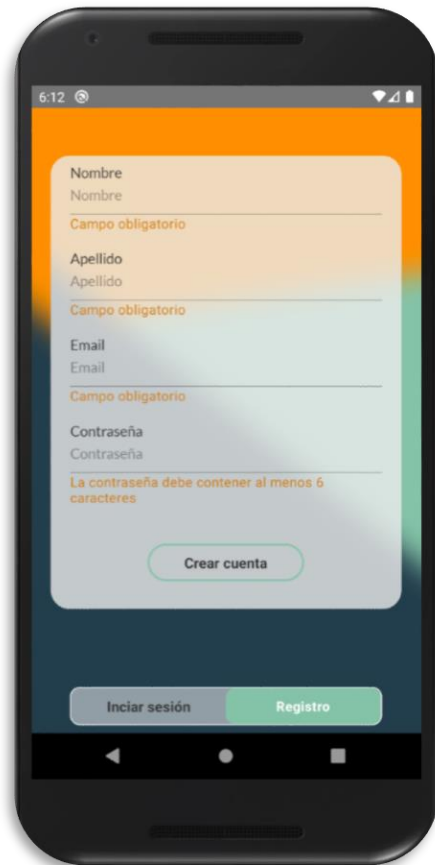 6:12
Nombre
Nombre
Campo obligatorio
Apellido
Apellido
Campo obligatorio
Email
Email
Campo obligatorio
Contraseña
Contraseña
La contraseña debe contener al menos 6
caracteres
Crear cuenta
Inciar sesión
Registro